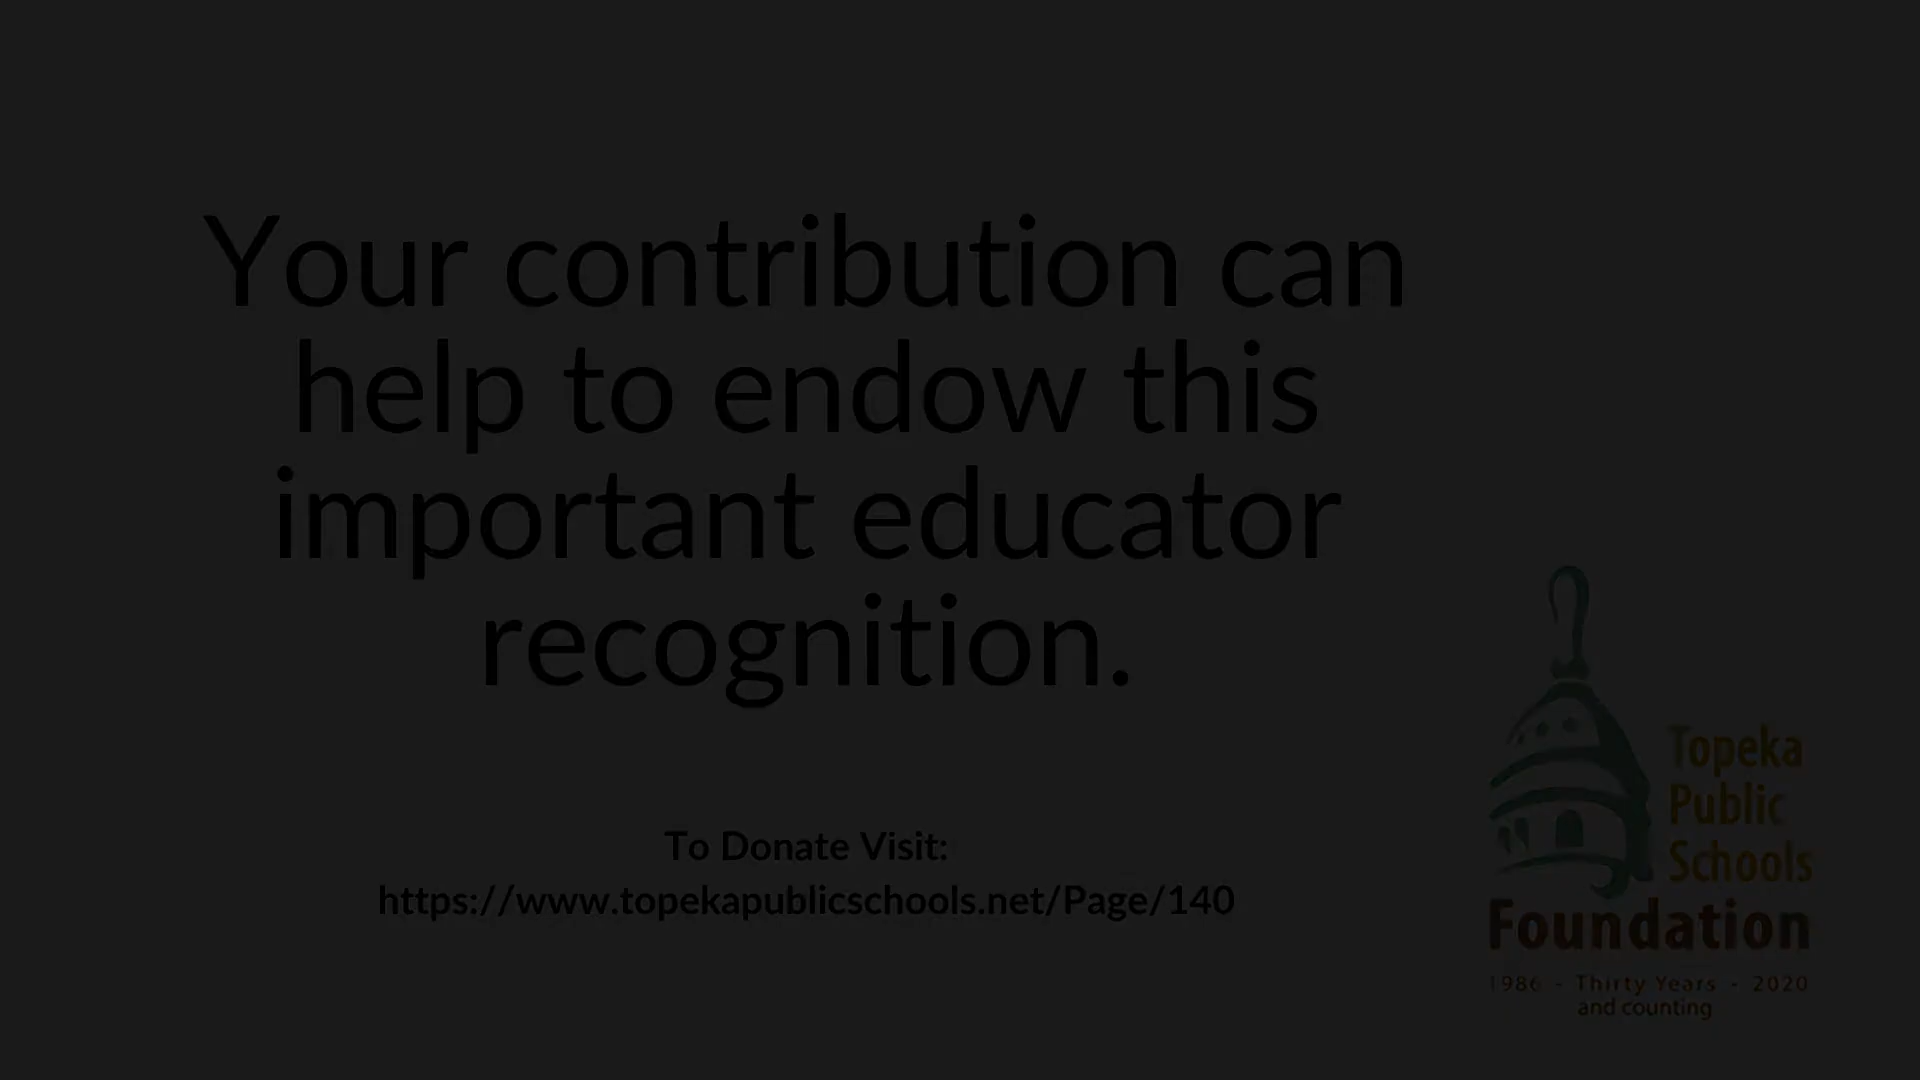 Your contribution can
help to endow this
important educator
recognition.
To Donate Visit:
https://www.topekapublicschools.net/Page/140
Topeka
Public
Schools
Foundation
1986 - Thirty Years - 2020
and counting